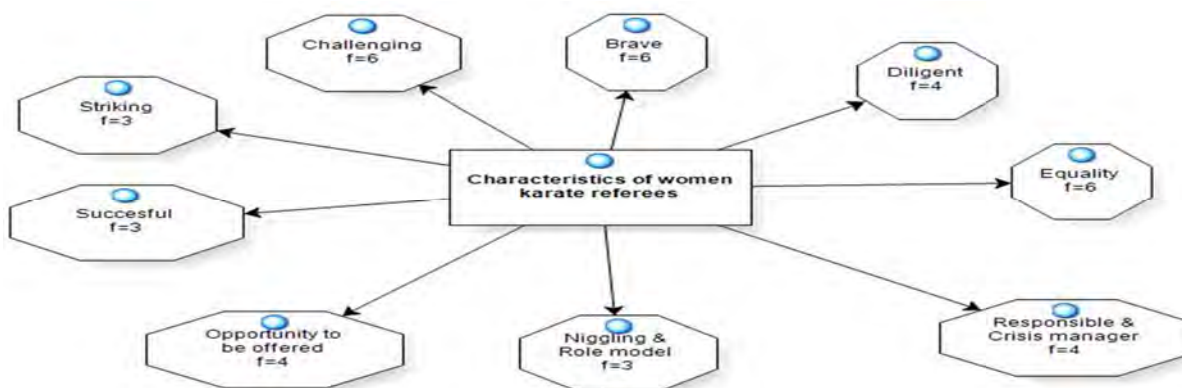 Challenging
f=6
Brave
f=6
Diligent
f=4
Striking
f=3
Characteristics of women
karate referees
Equality
f=6
Succesful
f=3
Opportunity to
be offered
f=4
Niggling &
Role model
f=3
Responsible &
Crisis manager
f=4